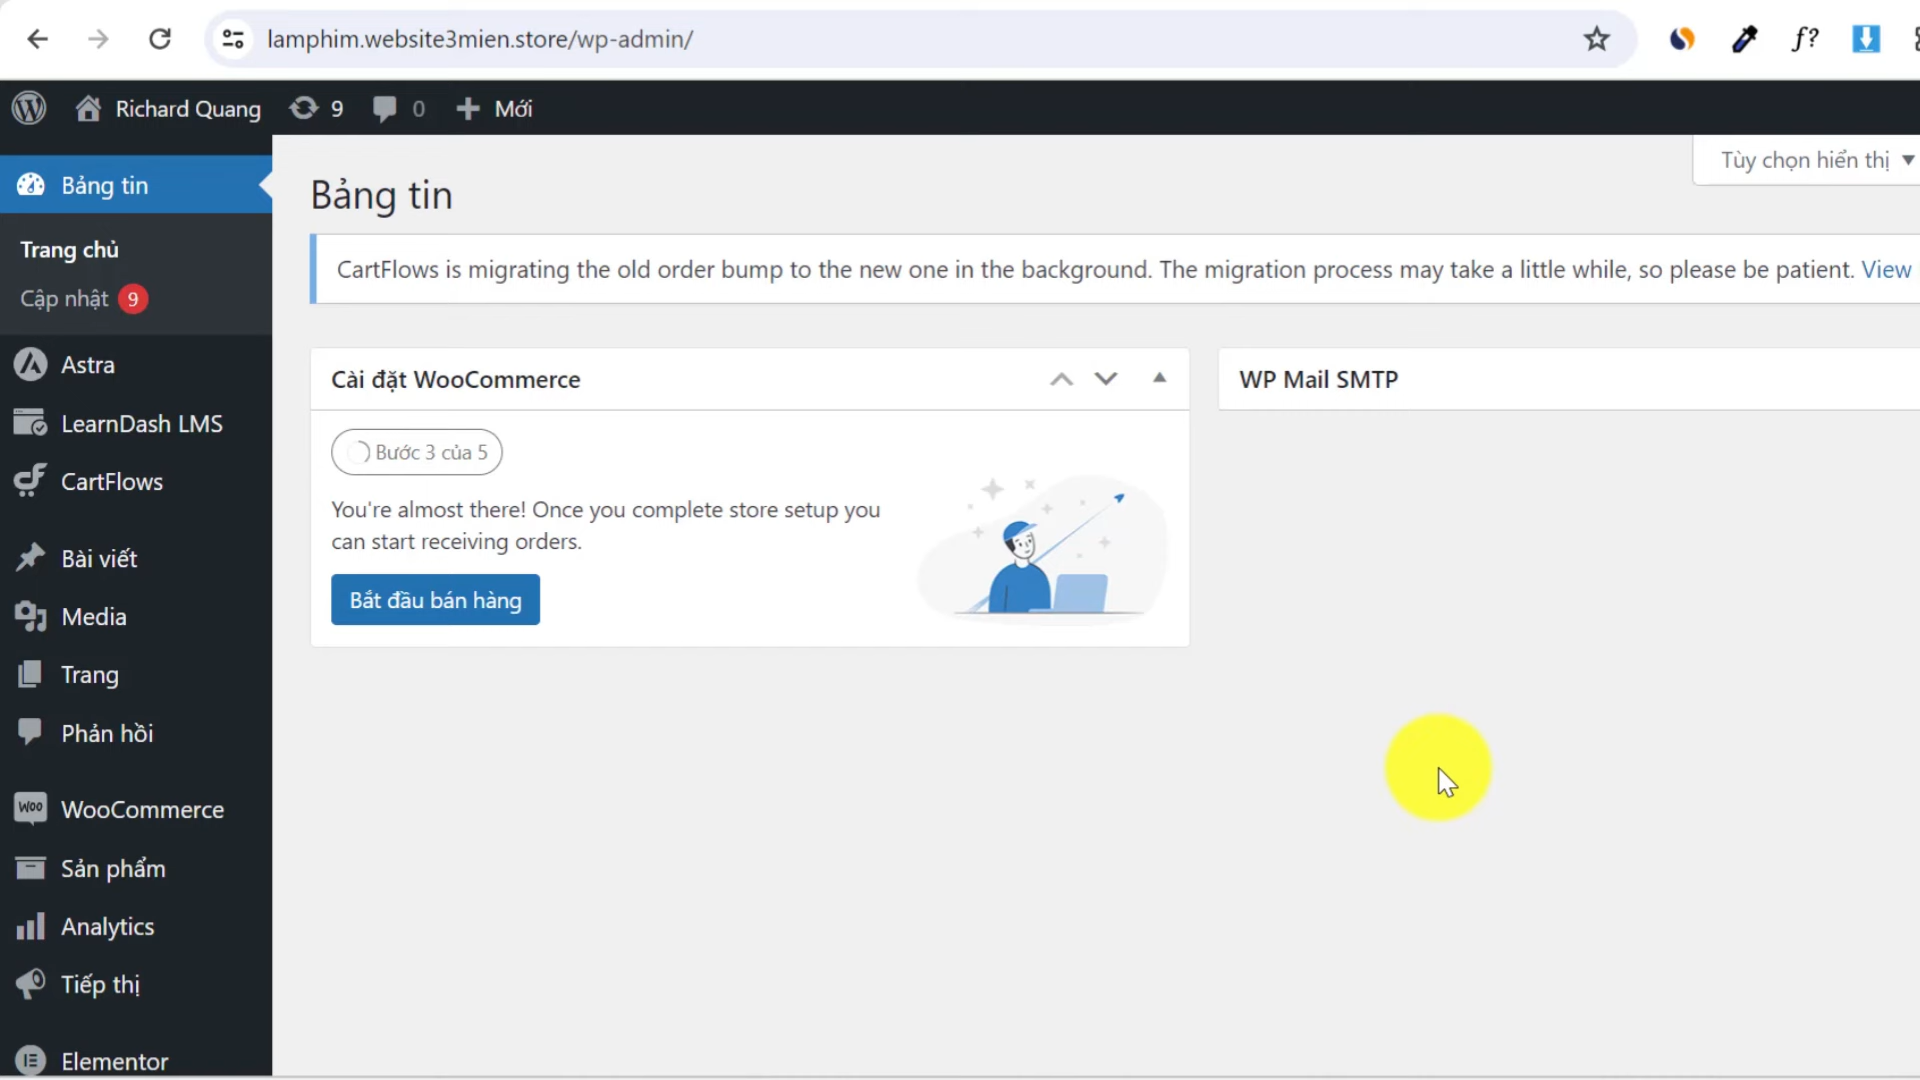 lamphim.website3mien.store/wp-admin/
f?
Richard Quang 9 0 Mới
Tùy chọn hiển thị
Bảng tin
Bảng tin
Trang chủ
Cập nhật 9
CartFlows is migrating the old order bump to the new one in the background. The migration process may take a little while, so please be patient. View
Astra
LearnDash LMS
CartFlows
Bài viết
Media
Trang
Phản hồi
WooCommerce
Sản phẩm
Analytics
Tiếp thị
Elementor
Cài đặt WooCommerce
Bước 3 của 5
You're almost there! Once you complete store setup you
can start receiving orders.
Bắt đầu bán hàng
WP Mail SMTP